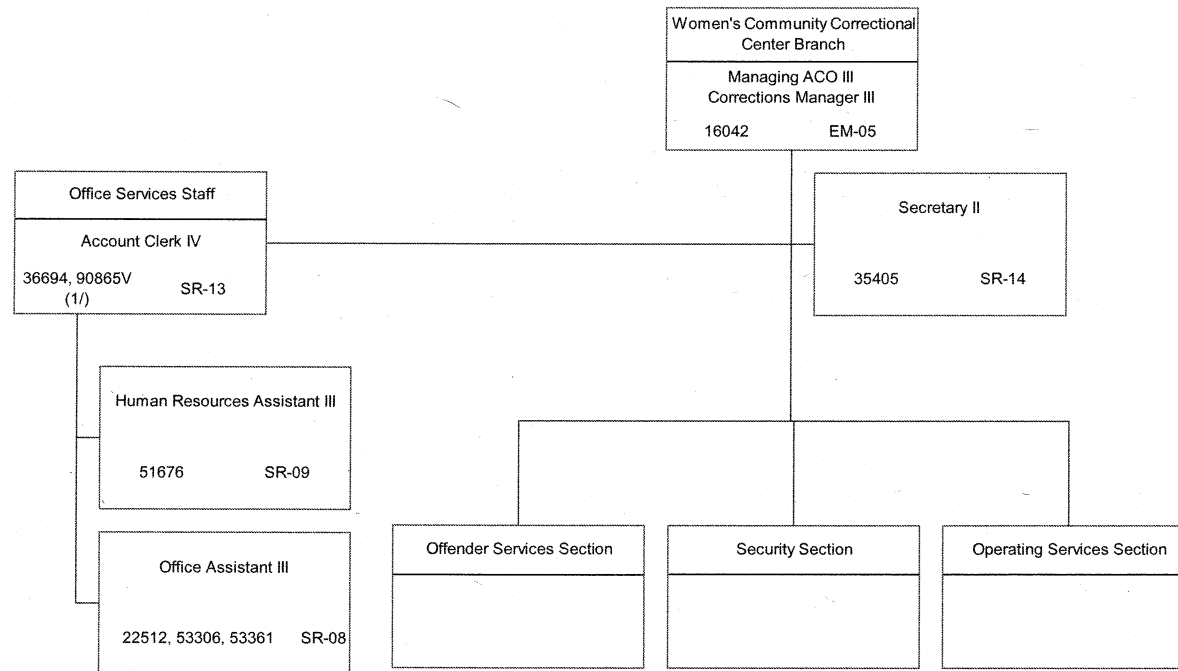 Women's Community Correctional
Center Branch
Managing ACO III
Corrections Manager III
16042 EM-05
Office Services Staff
Account Clerk IV
36694, 90865V
(1/)
SR-13
Secretary II
35405 SR-14
Human Resources Assistant III
51676 SR-09
Office Assistant III
22512, 53306, 53361 SR-08
Offender Services Section
Security Section
Operating Services Section